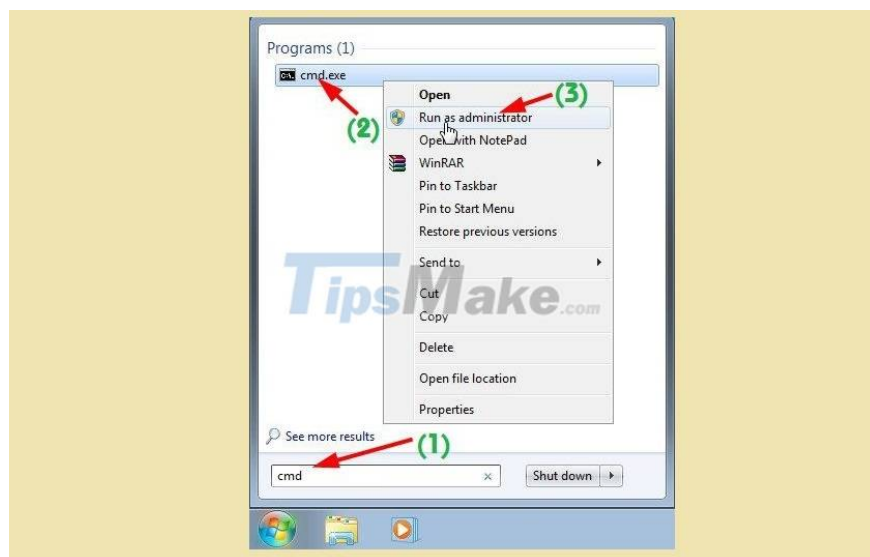 Programs (1)
cmd.exe
(2)
Open
(3)
Run as administrator
Open with NotePad
WinRAR
Pin to Taskbar
Pin to Start Menu
Restore previous versions
Send to
Cut
Copy
Delete
Open file location
Properties
TipsMake.com
See more results
(1)
cmd
Shut down